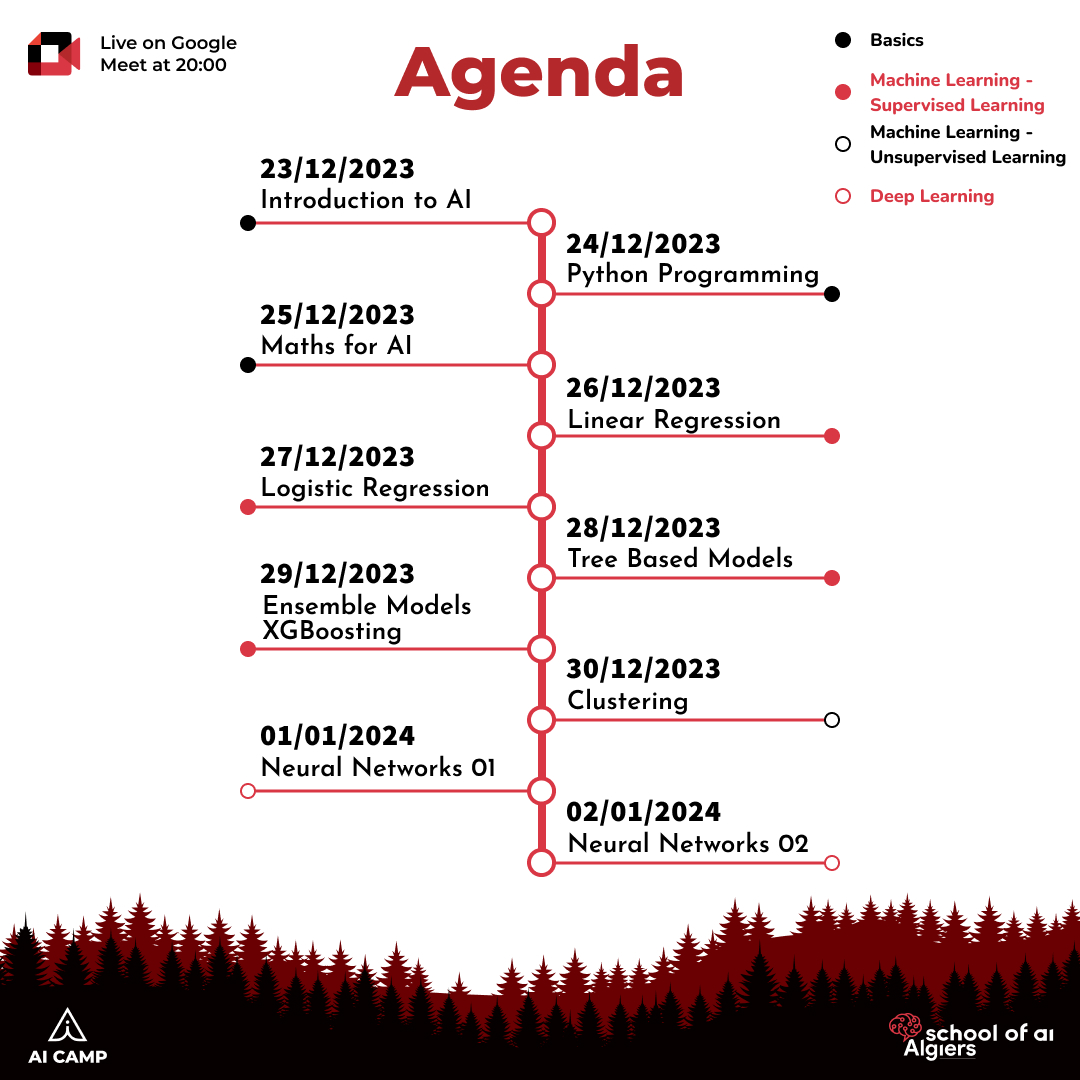 Live on Google
Meet at 20:00
Agenda
Basics
Machine Learning -
Supervised Learning
Machine Learning -
Unsupervised Learning
Deep Learning
23/12/2023
Introduction to AI
24/12/2023
Python Programming
25/12/2023
Maths for AI
26/12/2023
Linear Regression
27/12/2023
Logistic Regression
28/12/2023
Tree Based Models
29/12/2023
Ensemble Models
XGBoosting
30/12/2023
Clustering
01/01/2024
Neural Networks 01
02/01/2024
Neural Networks 02
AI CAMP
school of ai
Algiers